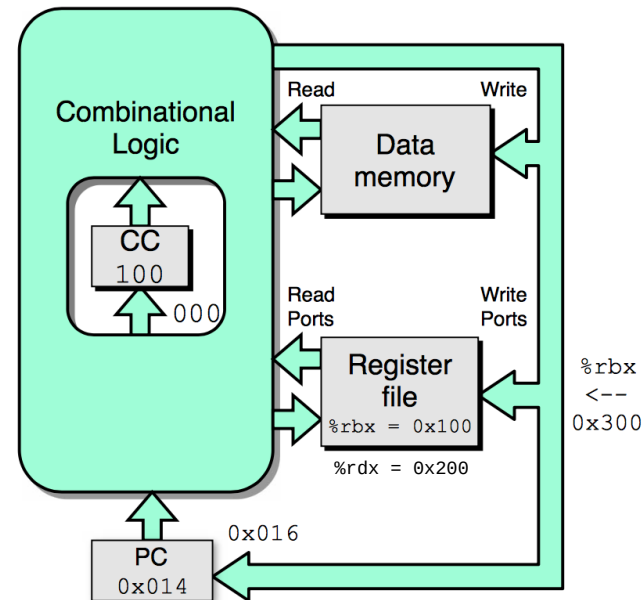 Combinational
Logic
CC
100
000
Read
Write
Data
memory
Read
Ports
Write
Ports
Register
file
%rbx = 0x100
%rdx = 0x200
%rbx
<--
0x300
0x016
PC
0x014